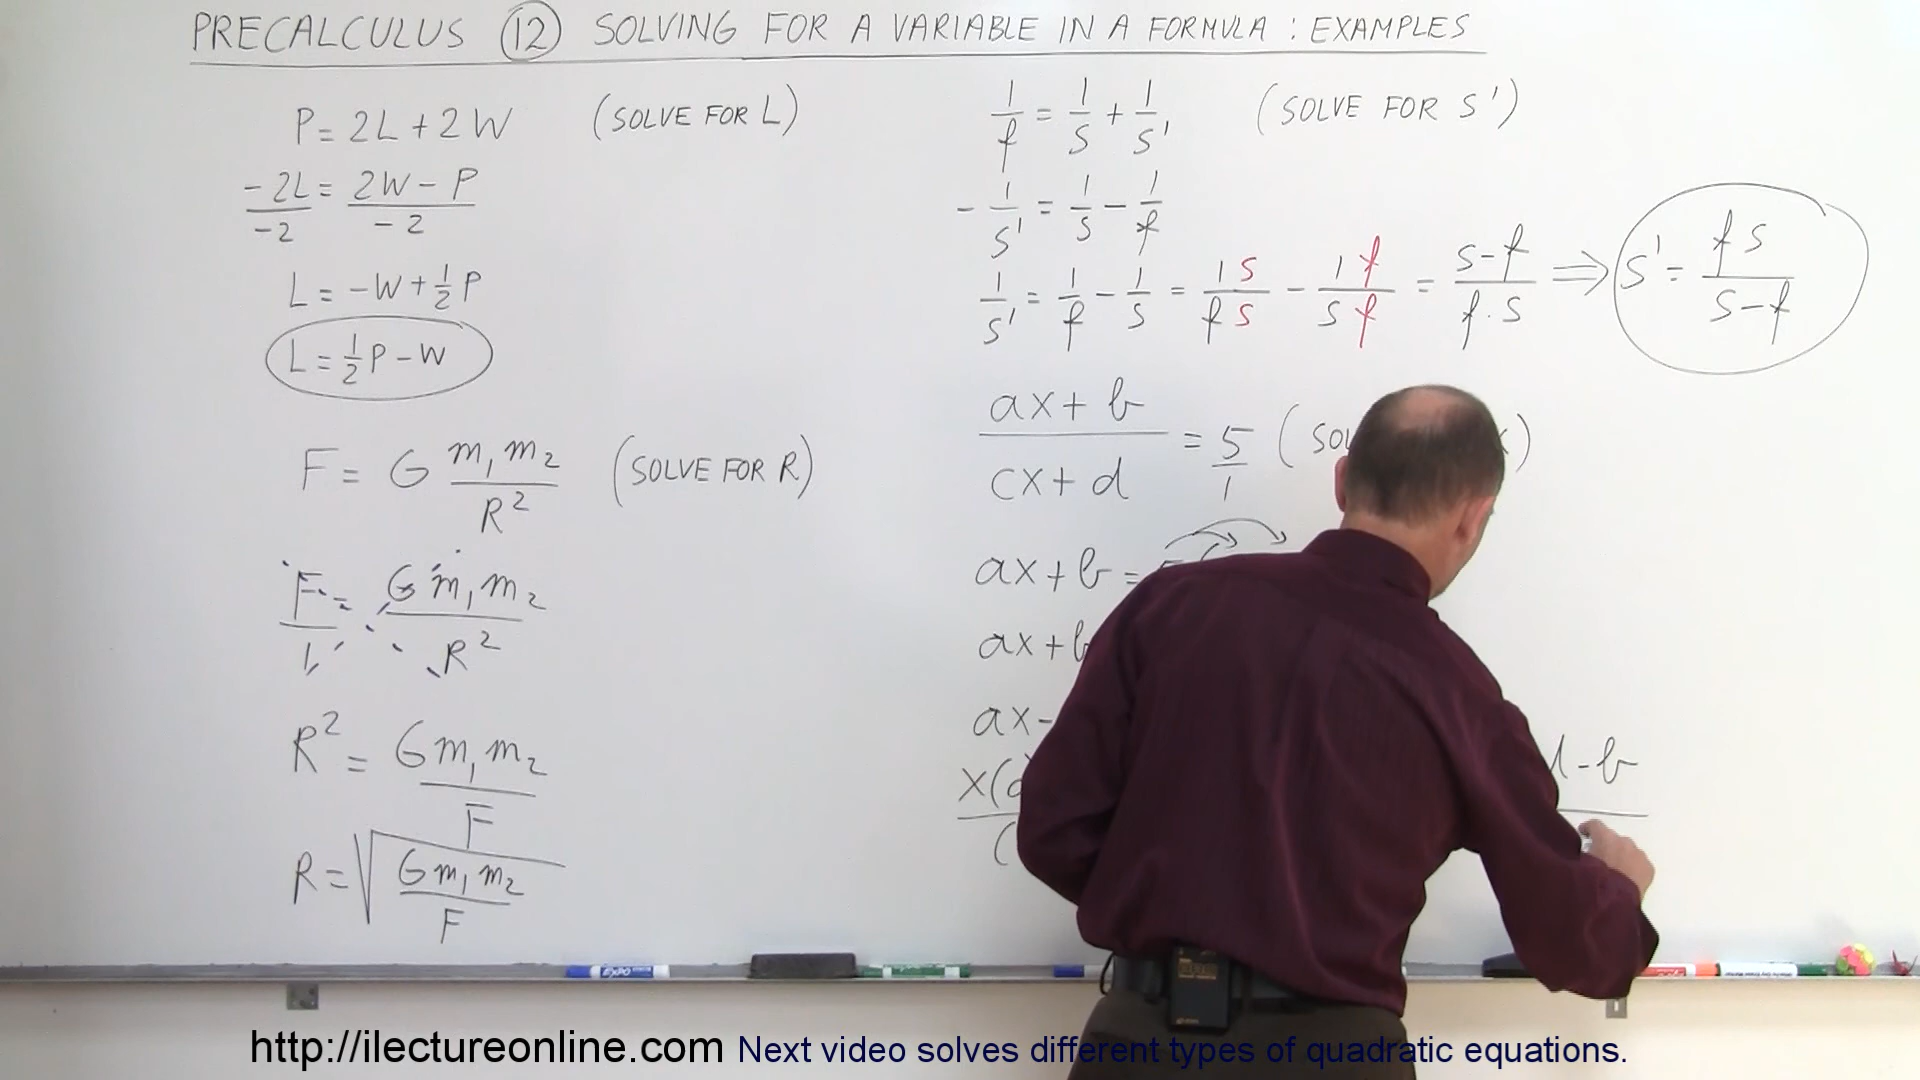 PRECALCULUS 12 SOLVING FOR A VARIABLE IN A FORMULA : EXAMPLES
P = 2L + 2W (SOLVE FOR L)
-2L/-2 = 2W - P/-2
L = -W + 1/2 P
L = 1/2 P - W
F = G m₁m₂/R² (SOLVE FOR R)
F/1 = Gm₁m₂/R²
R² = Gm₁m₂/F
R = √(Gm₁m₂/F)
1/f = 1/s + 1/s' (SOLVE FOR S')
-1/s' = 1/s - 1/f
1/s' = 1/f - 1/s = 1s/fs - 1f/sf = s-f/f·s ⇒ s' = fs/s-f
ax + b/cx + d = 5/1
ax + b =
ax + b
ax -
x(
- b
(
http://ilectureonline.com Next video solves different types of quadratic equations.